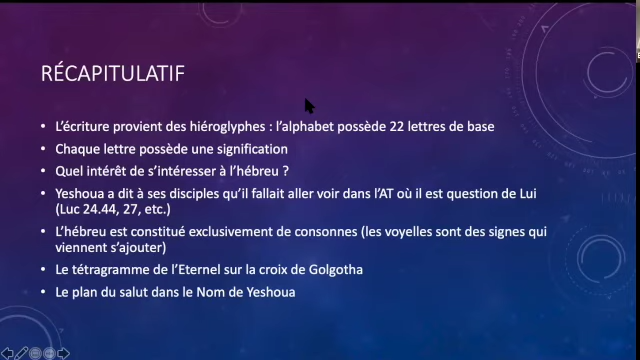 RÉCAPITULATIF
• L'écriture provient des hiéroglyphes : l'alphabet possède 22 lettres de base
• Chaque lettre possède une signification
• Quel intérêt de s'intéresser à l'hébreu ?
• Yeshoua a dit à ses disciples qu'il fallait aller voir dans l'AT où il est question de Lui
(Luc 24.44, 27, etc.)
• L'hébreu est constitué exclusivement de consonnes (les voyelles sont des signes qui
viennent s'ajouter)
• Le tétragramme de l'Eternel sur la croix de Golgotha
• Le plan du salut dans le Nom de Yeshoua